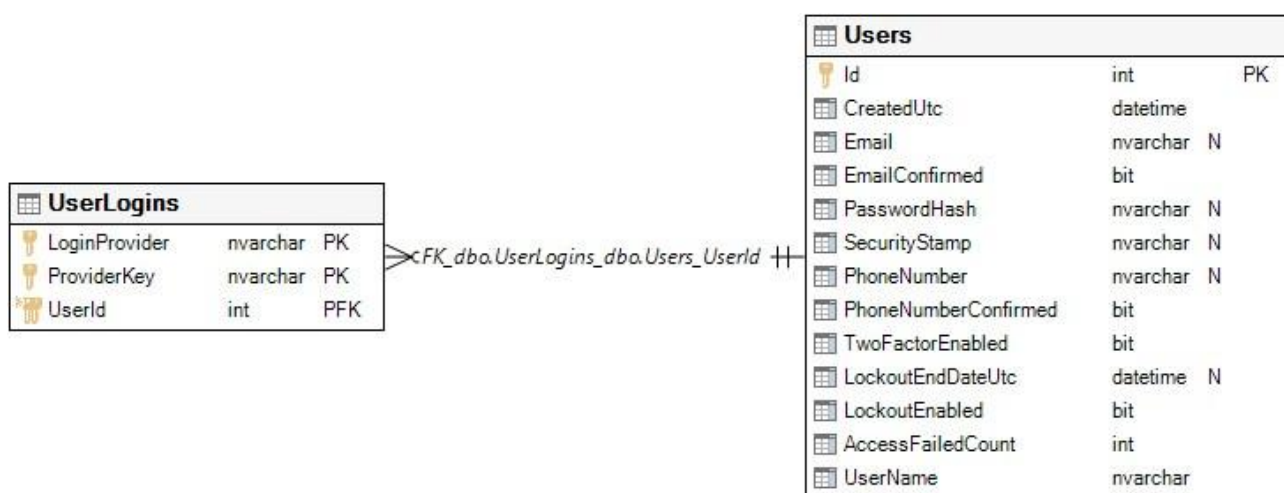 UserLogins
LoginProvider nvarchar PK
ProviderKey nvarchar PK
UserId int PFK
FK_dbo.UserLogins_dbo.Users_UserId
Users
Id int PK
CreatedUtc datetime
Email nvarchar N
EmailConfirmed bit
PasswordHash nvarchar N
SecurityStamp nvarchar N
PhoneNumber nvarchar N
PhoneNumberConfirmed bit
TwoFactorEnabled bit
LockoutEndDateUtc datetime N
LockoutEnabled bit
AccessFailedCount int
UserName nvarchar